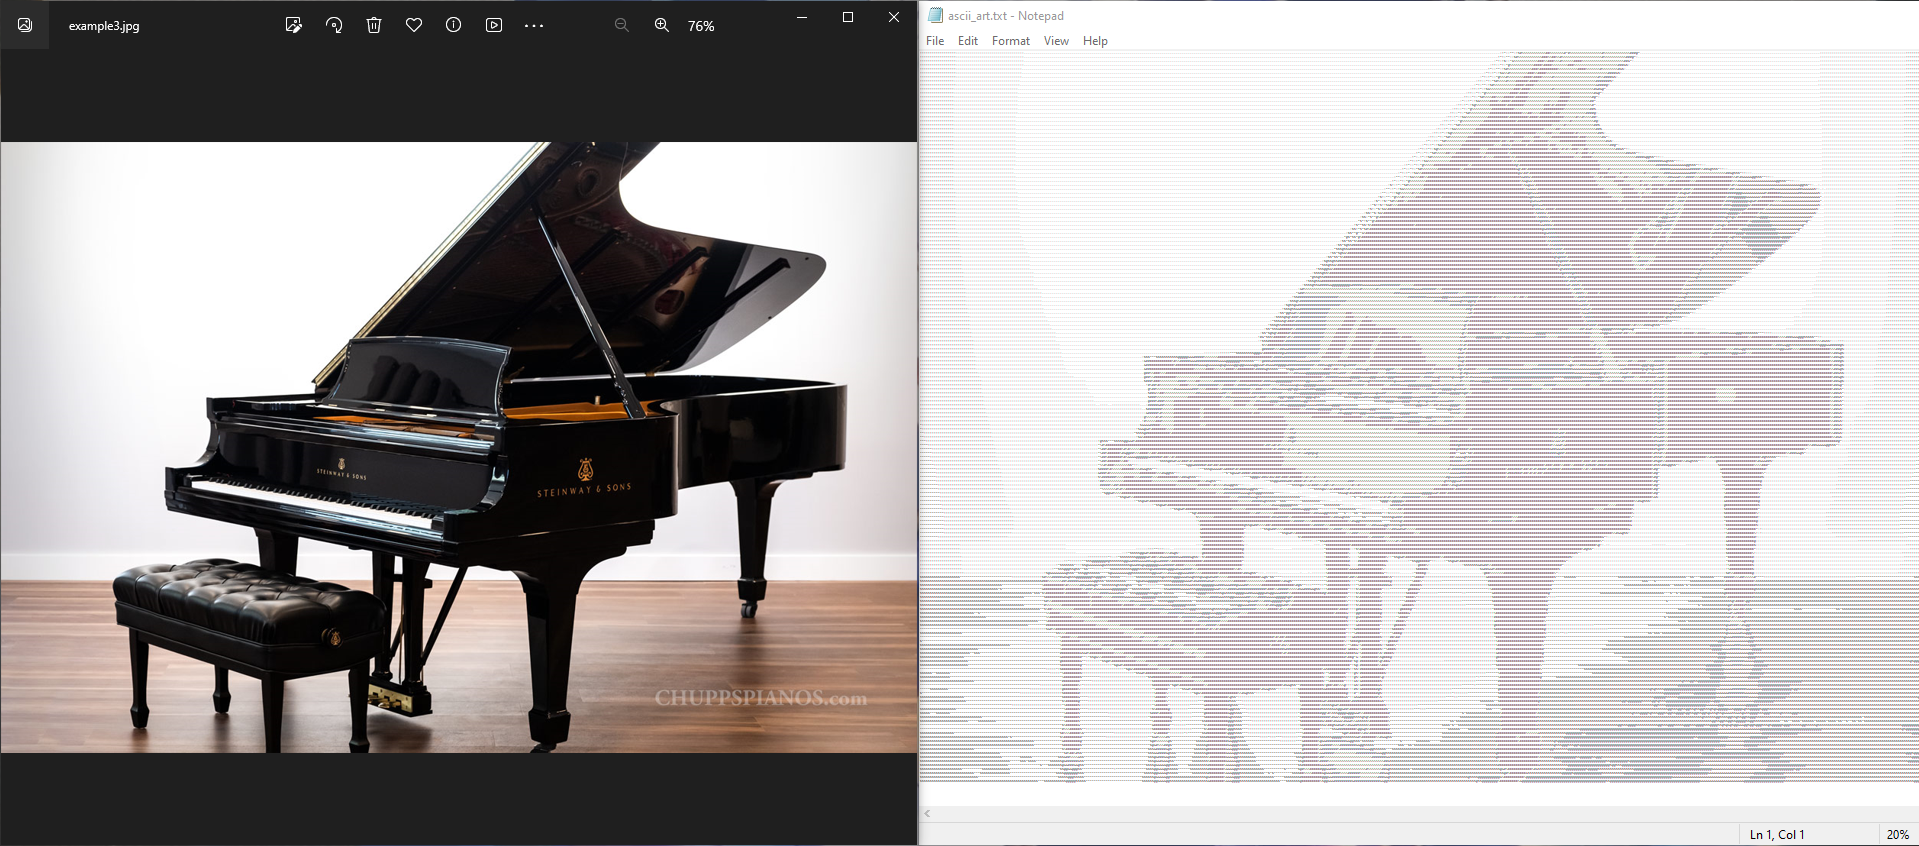 example3.jpg
76%
STEINWAY & SONS
STEINWAY & SONS
CHUPPSPIANOS.com
ascii_art.txt - Notepad
File Edit Format View Help
Ln 1, Col 1
20%